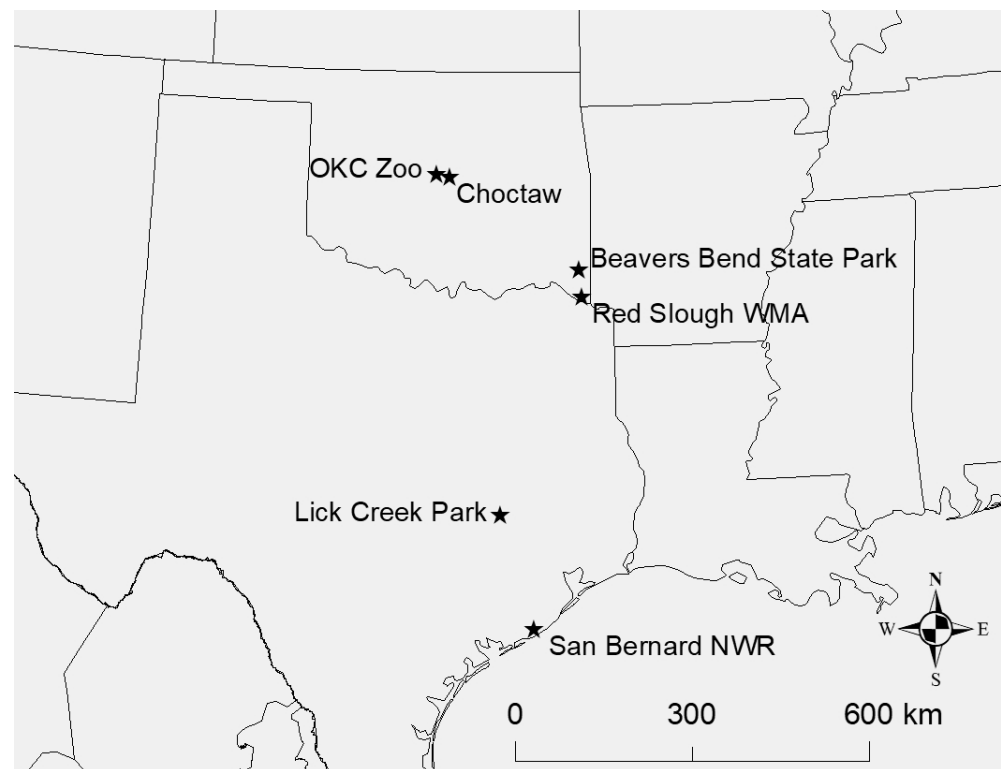 OKC Zoo
Choctaw
Beavers Bend State Park
Red Slough WMA
Lick Creek Park
San Bernard NWR
N
W E
S
0 300 600 km